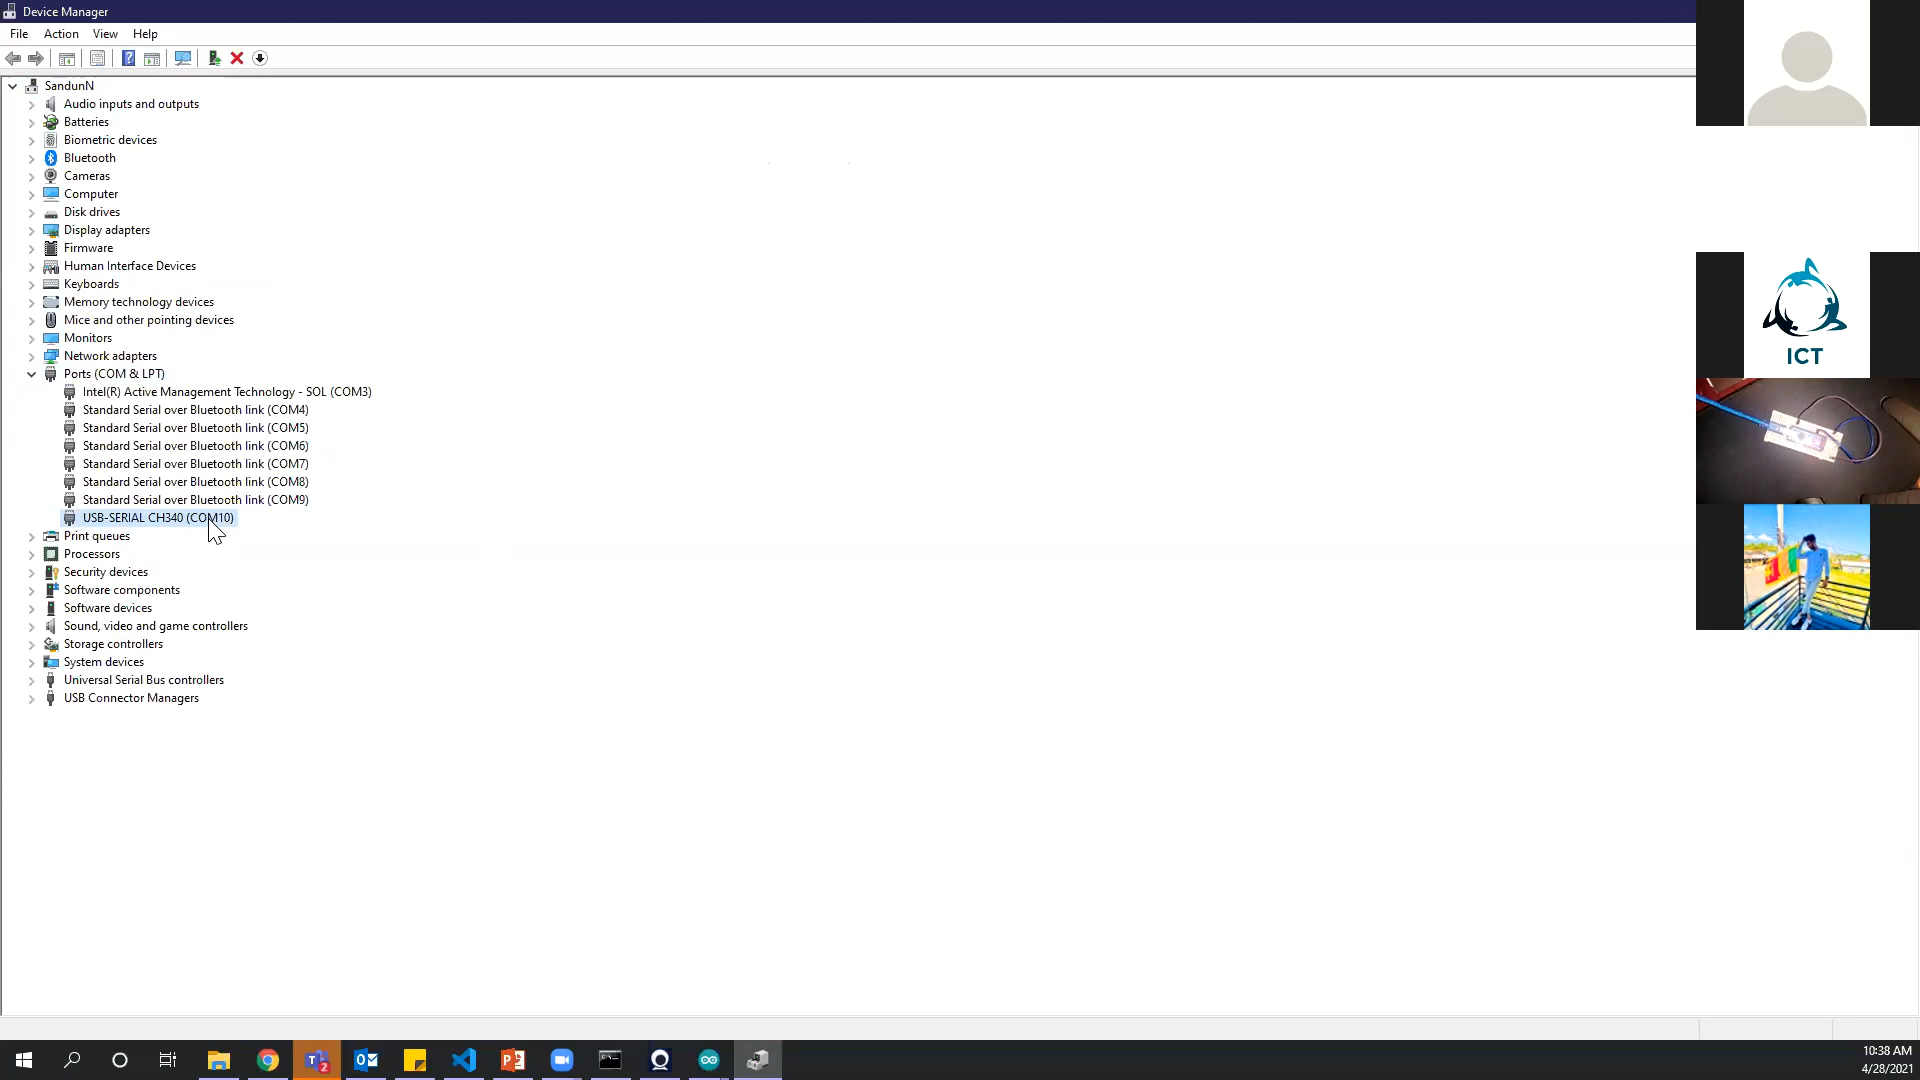 Device Manager
File Action View Help
SandunN
Audio inputs and outputs
Batteries
Biometric devices
Bluetooth
Cameras
Computer
Disk drives
Display adapters
Firmware
Human Interface Devices
Keyboards
Memory technology devices
Mice and other pointing devices
Monitors
Network adapters
Ports (COM & LPT)
Intel(R) Active Management Technology - SOL (COM3)
Standard Serial over Bluetooth link (COM4)
Standard Serial over Bluetooth link (COM5)
Standard Serial over Bluetooth link (COM6)
Standard Serial over Bluetooth link (COM7)
Standard Serial over Bluetooth link (COM8)
Standard Serial over Bluetooth link (COM9)
USB-SERIAL CH340 (COM10)
Print queues
Processors
Security devices
Software components
Software devices
Sound, video and game controllers
Storage controllers
System devices
Universal Serial Bus controllers
USB Connector Managers
ICT
10:38 AM
4/28/2021